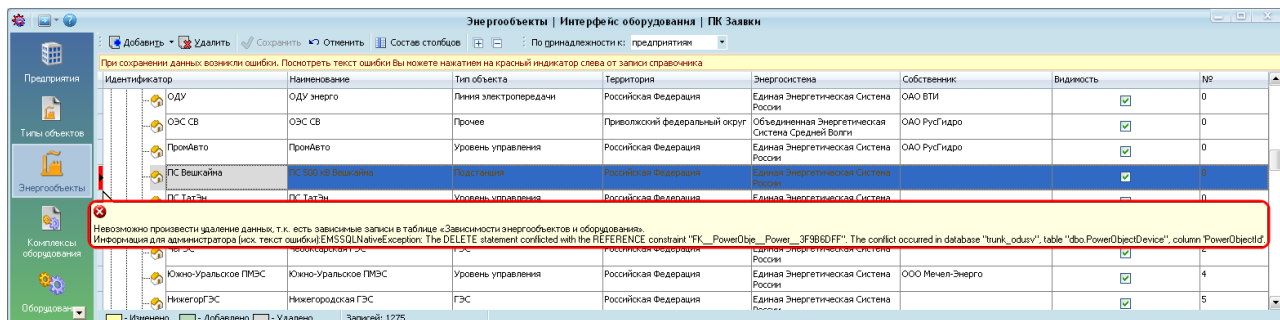 Энергообъекты | Интерфейс оборудования | ПК Заявки
Добавить Удалить Сохранить Отменить Состав столбцов По принадлежности к: предприятиям
При сохранении данных возникли ошибки. Посмотреть текст ошибки Вы можете нажатием на красный индикатор слева от записи справочника
Предприятия
Типы объектов
Энергообъекты
Комплексы
оборудования
Идентификатор Наименование Тип объекта Территория Энергосистема Собственник Видимость №
ОДУ ОДУ энерго Линия электропередачи Российская Федерация Единая Энергетическая Система ОАО ВТИ 0
России
ОЭС СВ ОЭС СВ Прочее Приволжский федеральный округ Объединенная Энергетическая ОАО РусГидро 0
Система Средней Волги
ПромАвто ПромАвто Уровень управления Российская Федерация Единая Энергетическая Система ОАО РусГидро 0
России
ПС Вешкайма ПС 500 кВ Вешкайма Подстанция Российская Федерация Единая Энергетическая Система 0
России
ПС ТатЭн ПС ТатЭн Уровень управления Российская Федерация Единая Энергетическая Система 0
Невозможно произвести удаление данных, т.к. есть зависимые записи в таблице «Зависимости энергообъектов и оборудования».
Информация для администратора (исх. текст ошибки):EMSSQLNativeException: The DELETE statement conflicted with the REFERENCE constraint "FK__PowerObje__Power__3F9B6DFF". The conflict occurred in database "trunk_odusv", table "dbo.PowerObjectDevice", column 'PowerObjectId'.
России
Южно-Уральское ПМЭС Южно-Уральское ПМЭС Уровень управления Российская Федерация Единая Энергетическая Система ООО Мечел-Энерго 4
России
НижегорГЭС Нижегородская ГЭС ГЭС Российская Федерация Единая Энергетическая Система 5
- Изменено - Добавлено - Удалено Записей: 1275